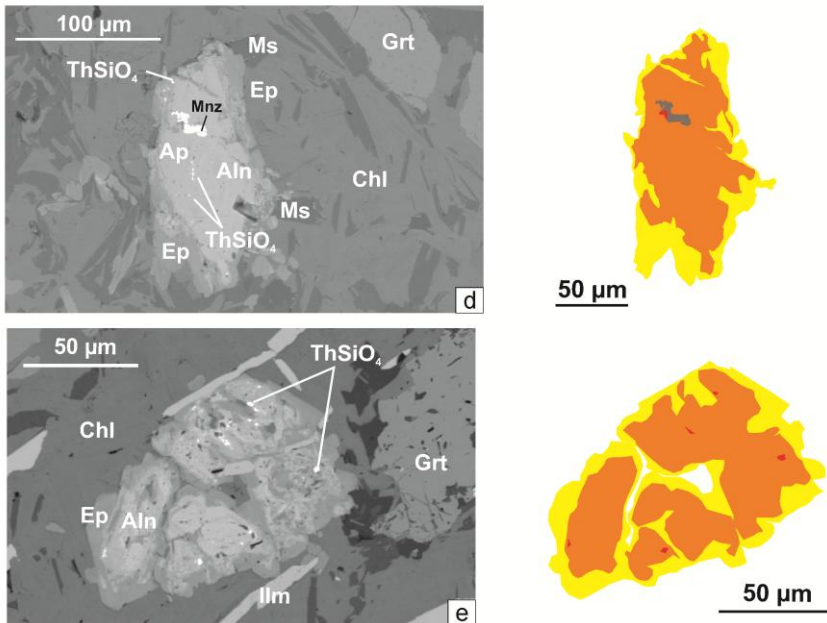 100 µm
Ms
Grt
ThSiO₄
Ep
Mnz
Ap
Aln
Chl
Ms
ThSiO₄
Ep
d
50 µm
50 µm
ThSiO₄
Chl
Grt
Ep
Aln
Ilm
e
50 µm